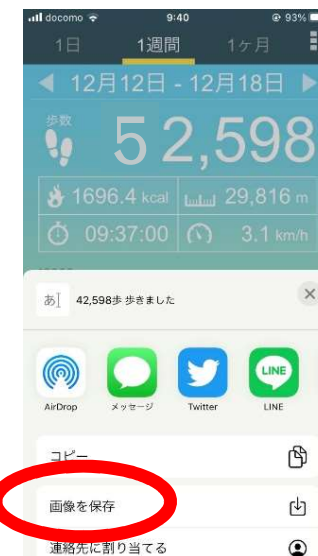 docomo 9:40 93%
1日 1週間 1ヶ月
12月12日 - 12月18日
歩数
52,598
1696.4 kcal 29,816 m
09:37:00 3.1 km/h
あ 42,598歩 歩きました
AirDrop メッセージ Twitter LINE
LINE
コピー
画像を保存
連絡先に割り当てる